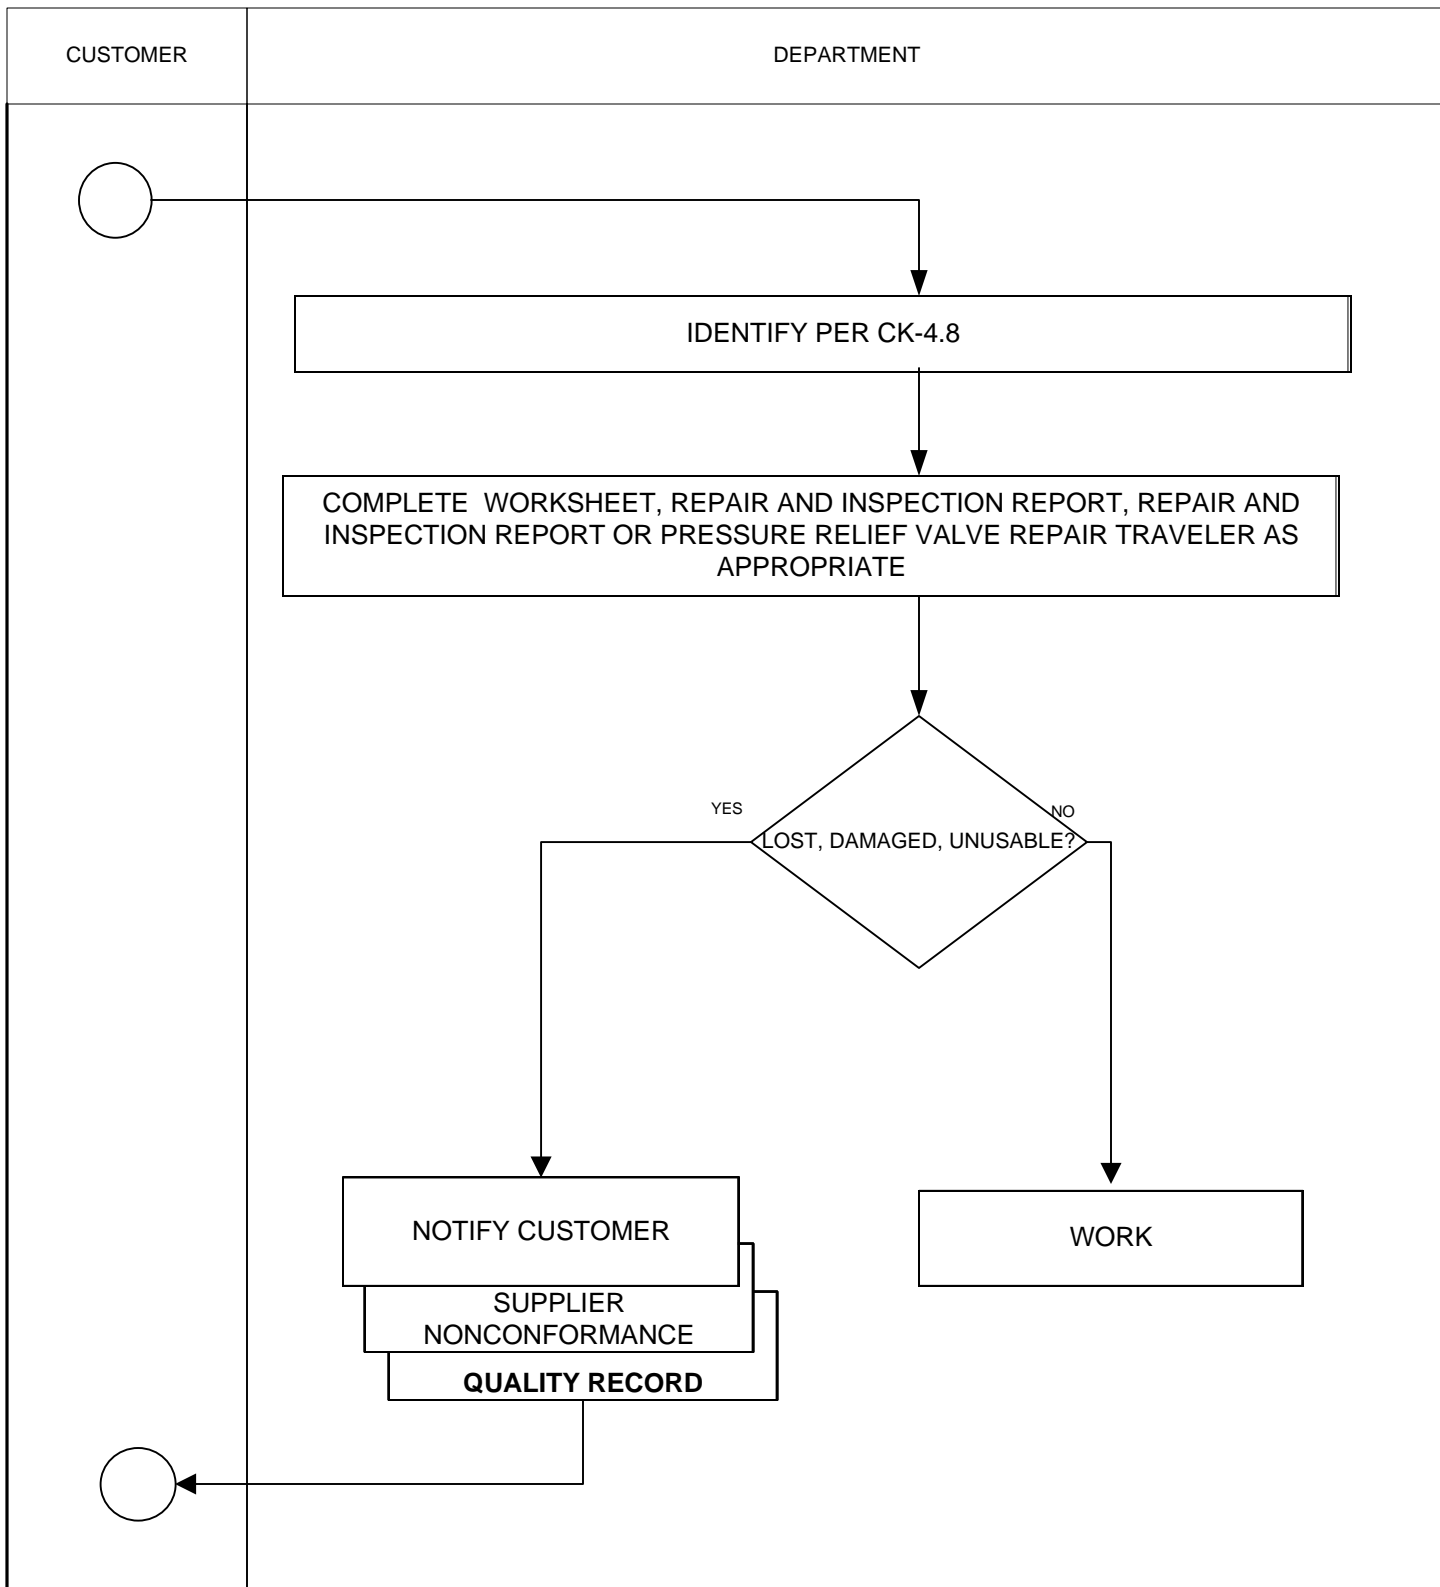 CUSTOMER
DEPARTMENT
IDENTIFY PER CK-4.8
COMPLETE WORKSHEET, REPAIR AND INSPECTION REPORT, REPAIR AND
INSPECTION REPORT OR PRESSURE RELIEF VALVE REPAIR TRAVELER AS
APPROPRIATE
YES
NO
LOST, DAMAGED, UNUSABLE?
NOTIFY CUSTOMER
WORK
SUPPLIER
NONCONFORMANCE
QUALITY RECORD